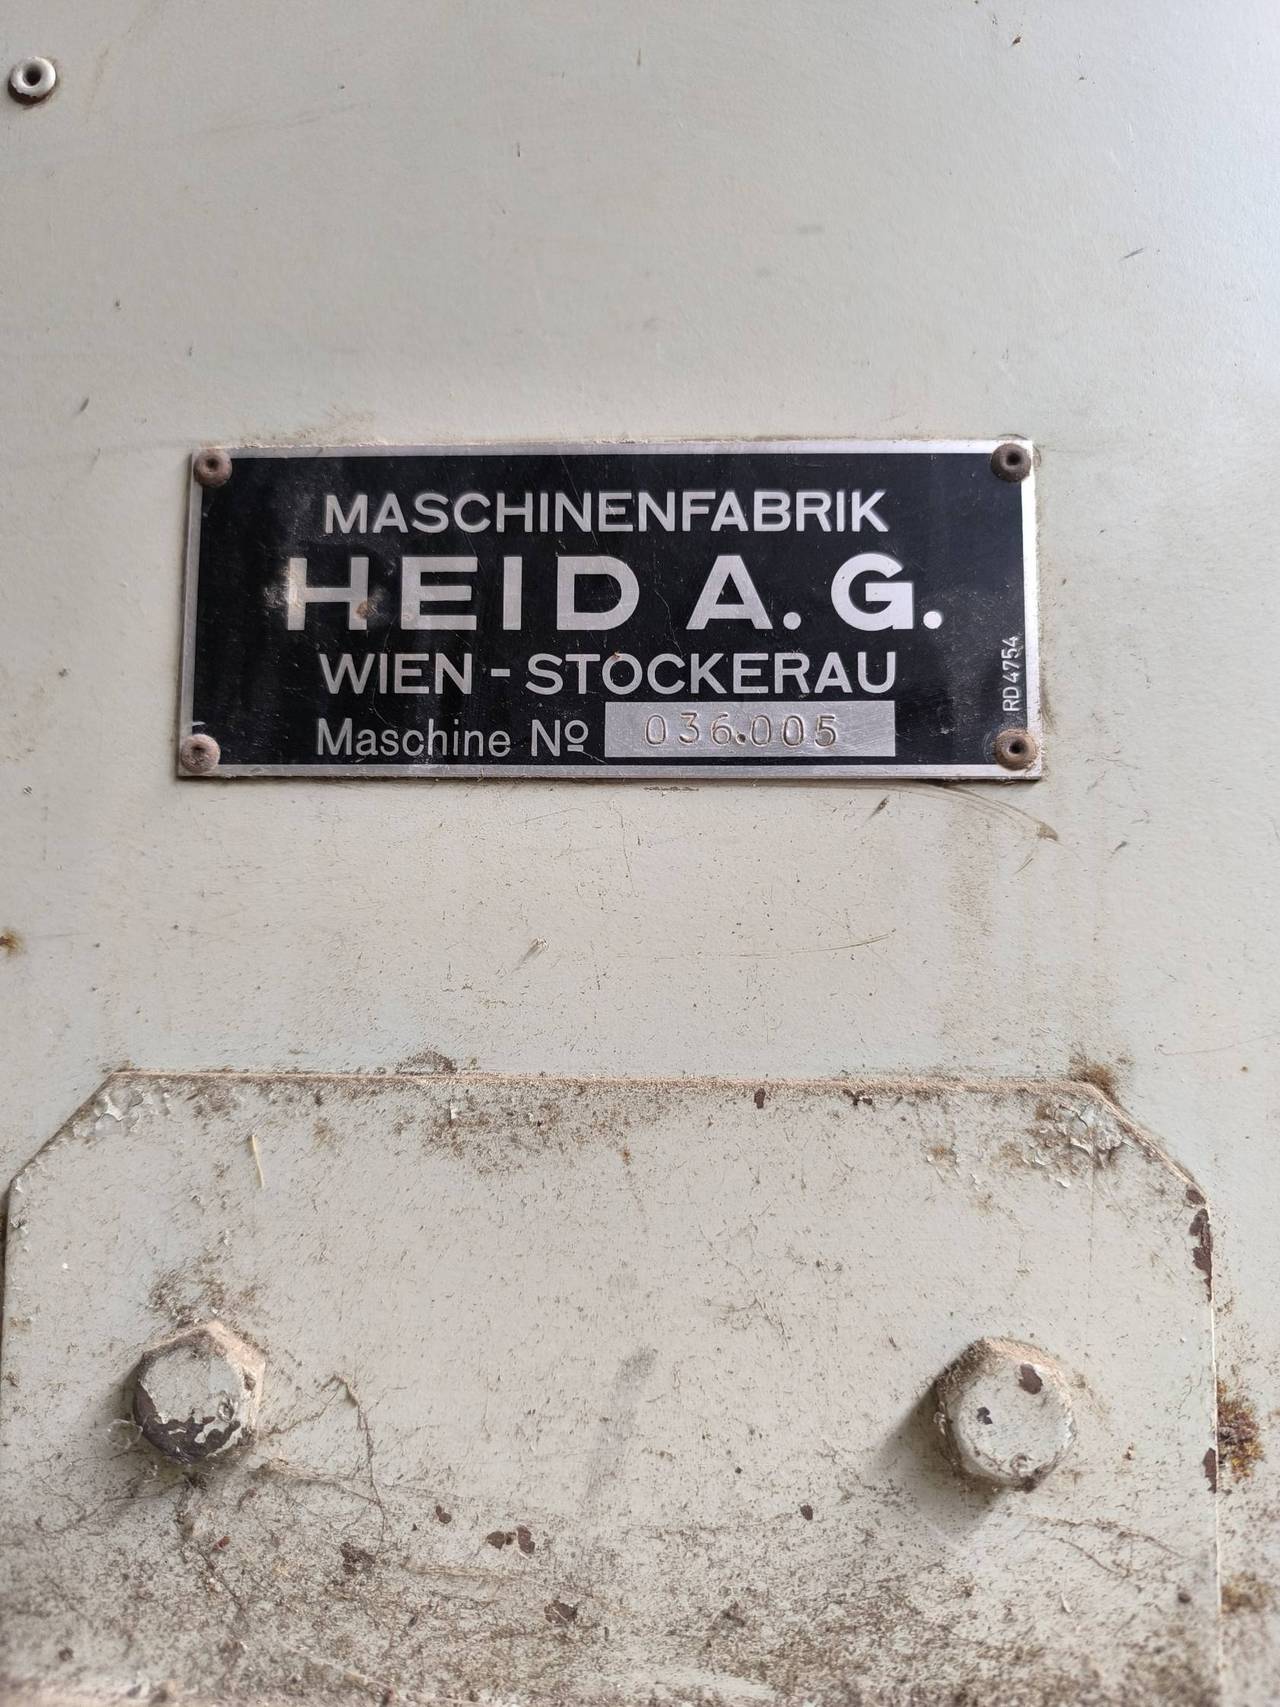 MASCHINENFABRIK
HEID A. G.
WIEN - STOCKERAU
Maschine Nº 036.005
RD 4754